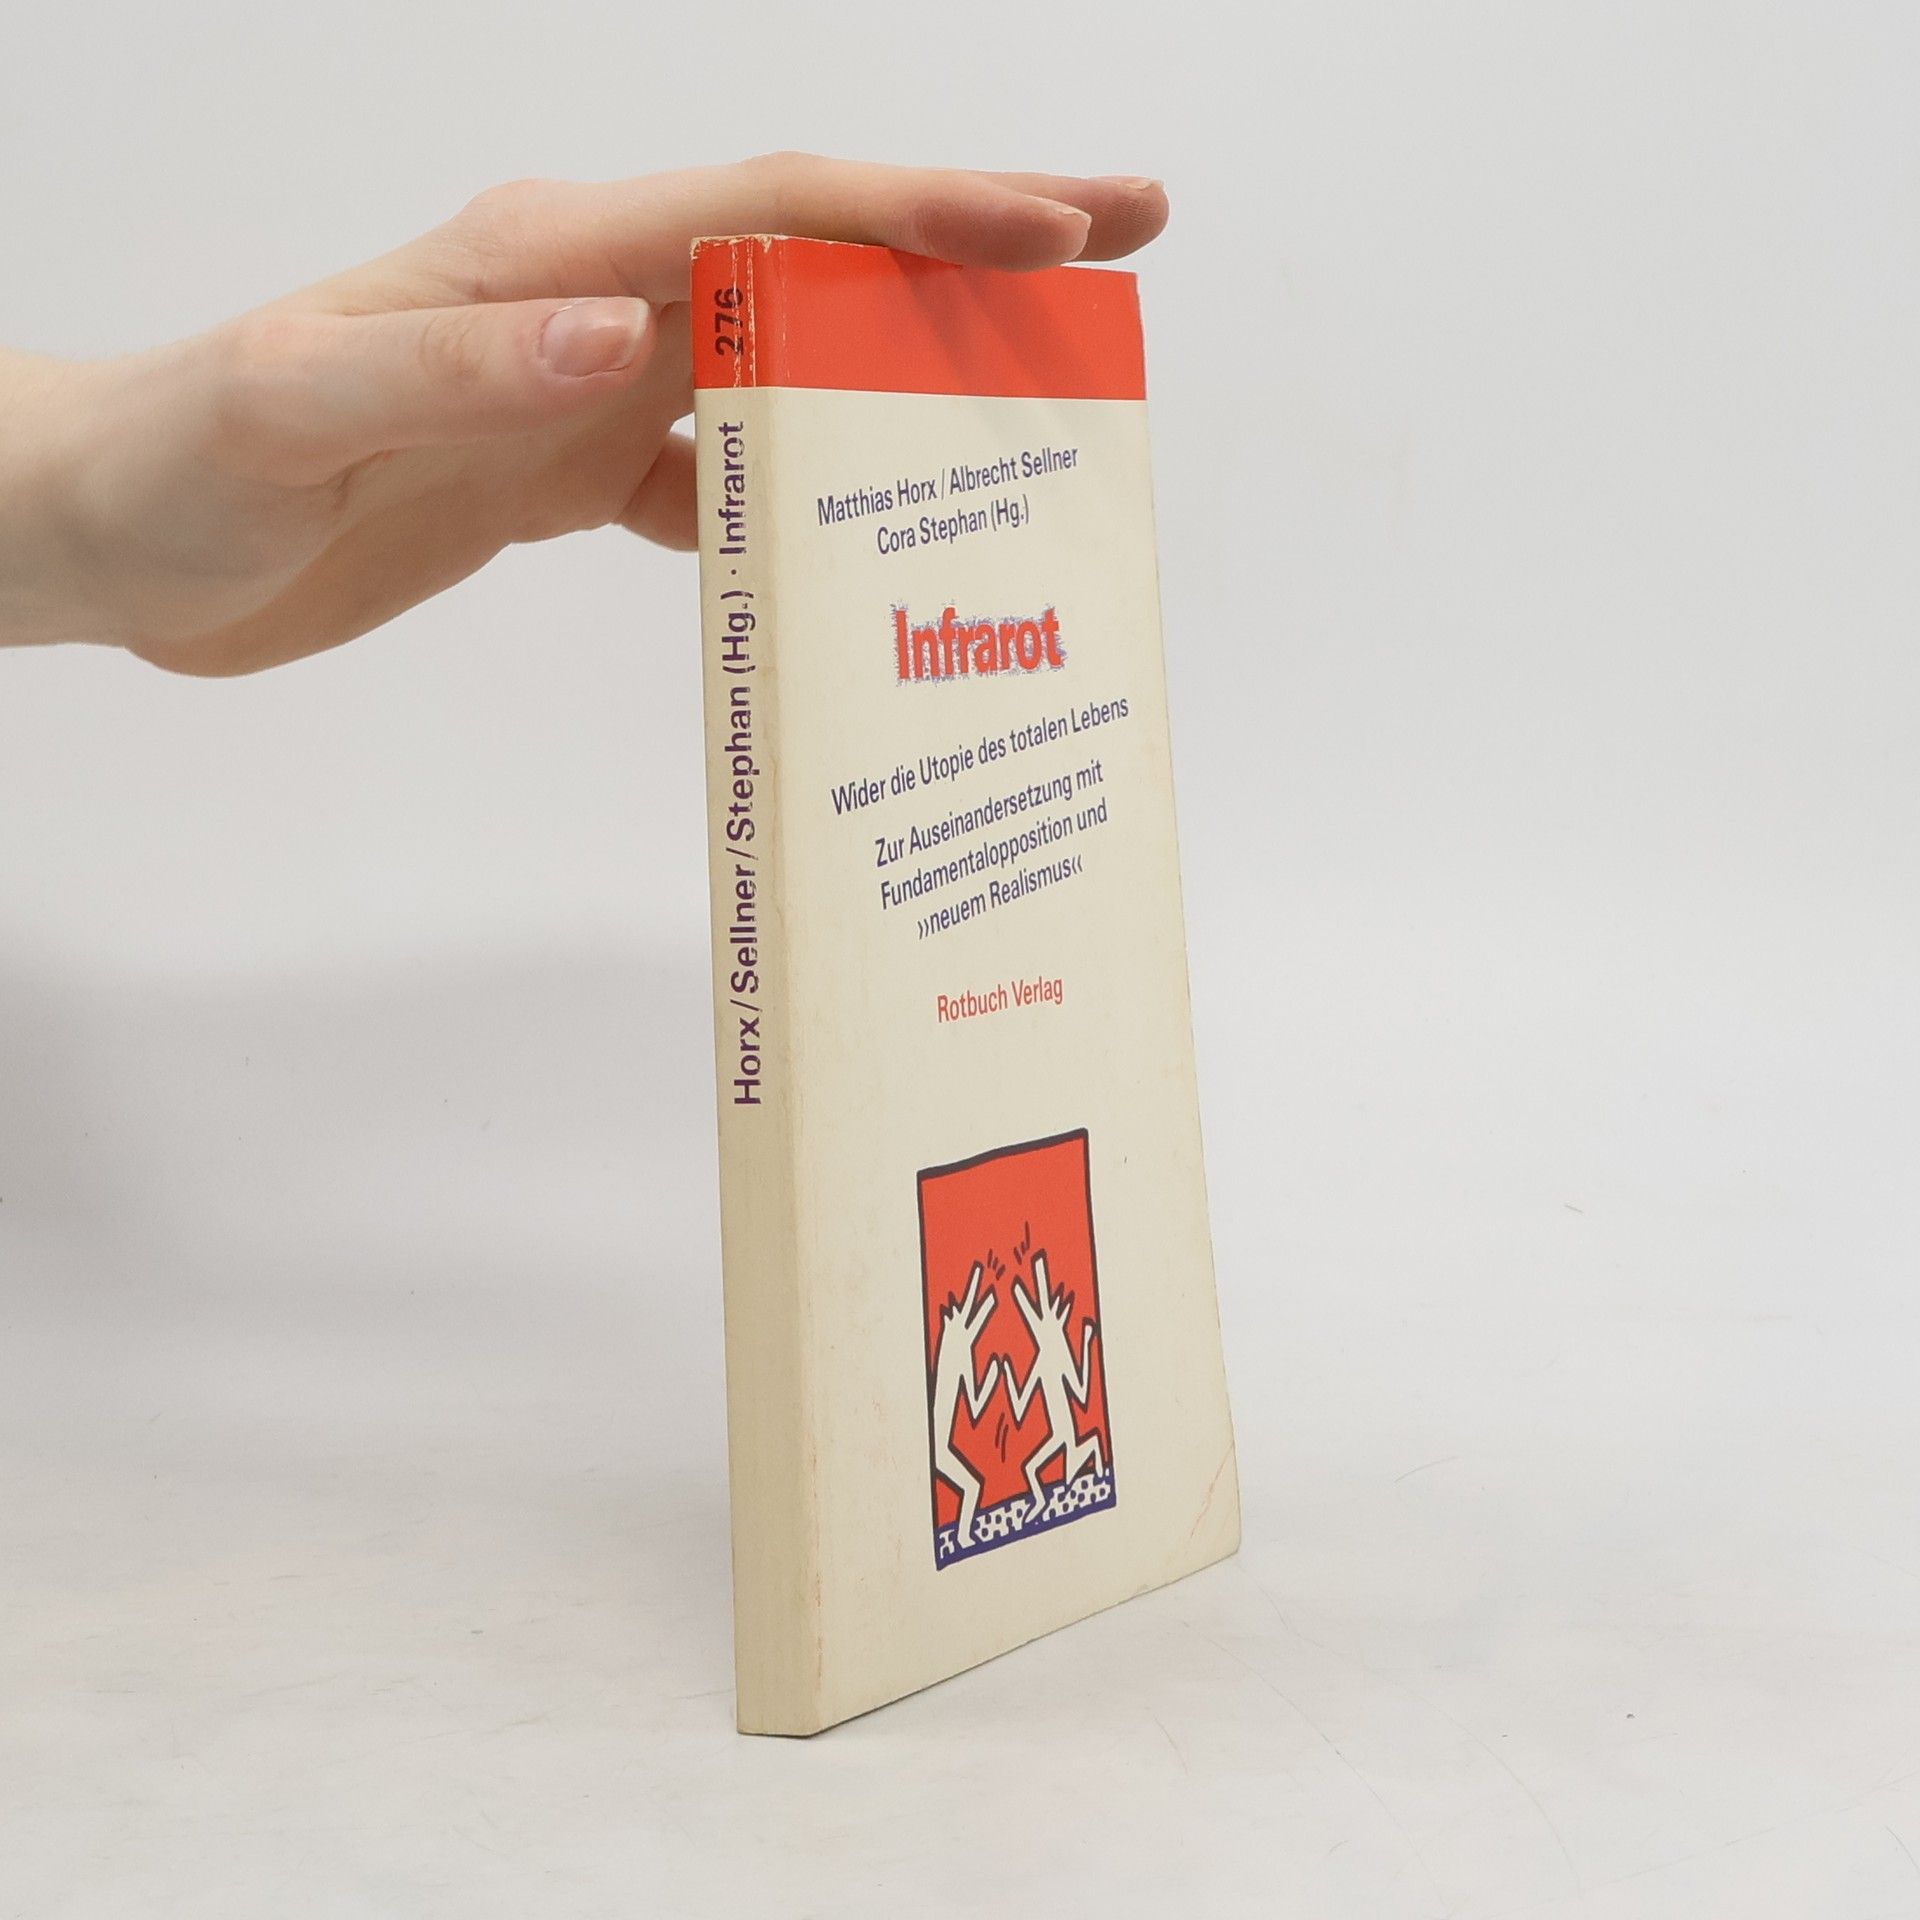 276
Horx/Sellner/Stephan (Hg.) · Infrarot
Matthias Horx/Albrecht Sellner
Cora Stephan (Hg.)
Infrarot
Wider die Utopie des totalen Lebens
Zur Auseinandersetzung mit
Fundamentalopposition und
»neuem Realismus«
Rotbuch Verlag